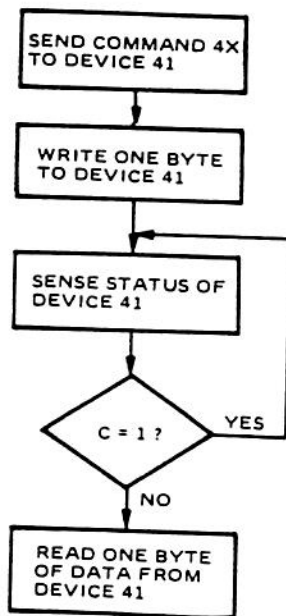 SEND COMMAND 4X
TO DEVICE 41
WRITE ONE BYTE
TO DEVICE 41
SENSE STATUS OF
DEVICE 41
C = 1 ?
YES
NO
READ ONE BYTE
OF DATA FROM
DEVICE 41